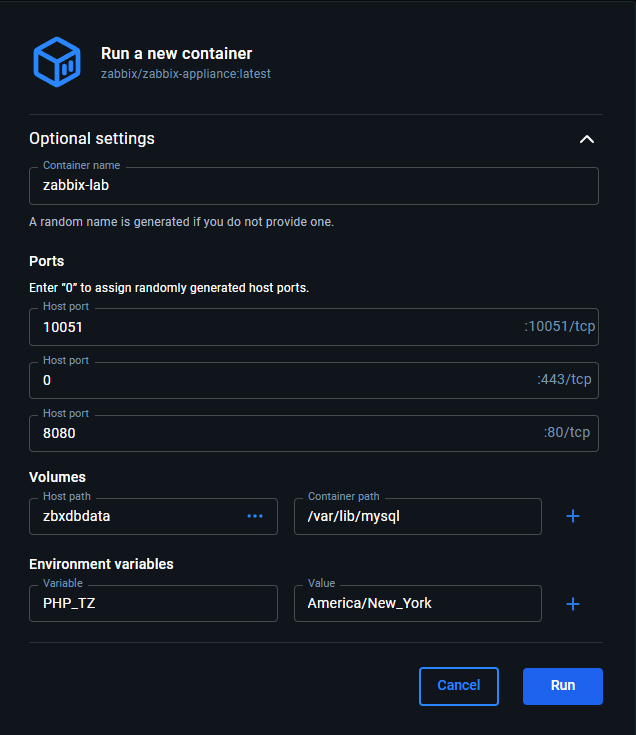 Run a new container
zabbix/zabbix-appliance:latest
Optional settings
Container name
zabbix-lab
A random name is generated if you do not provide one.
Ports
Enter “0” to assign randomly generated host ports.
Host port
10051 :10051/tcp
Host port
0 :443/tcp
Host port
8080 :80/tcp
Volumes
Host path Container path
zbxdbdata ••• /var/lib/mysql +
Environment variables
Variable Value
PHP_TZ America/New_York +
Cancel Run